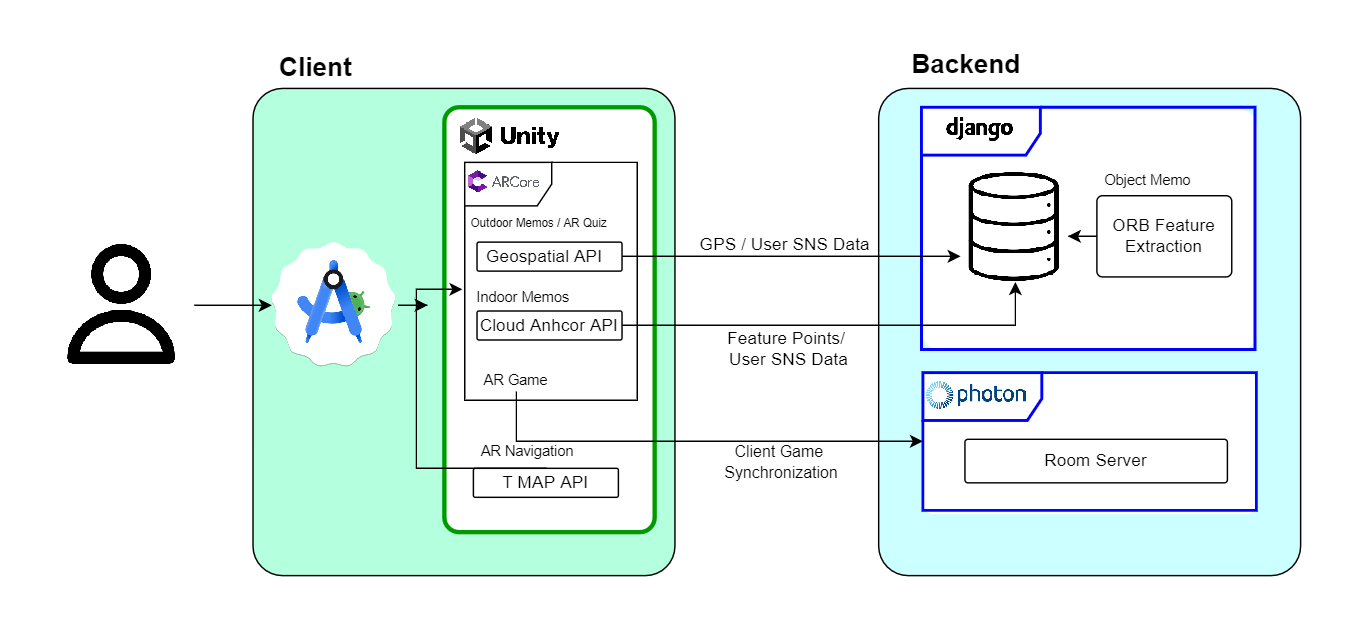 Client
Unity
ARCore
Outdoor Memos / AR Quiz
Geospatial API
Indoor Memos
Cloud Anhcor API
AR Game
AR Navigation
T MAP API
GPS / User SNS Data
Feature Points/
User SNS Data
Client Game
Synchronization
Backend
django
Object Memo
ORB Feature
Extraction
photon
Room Server